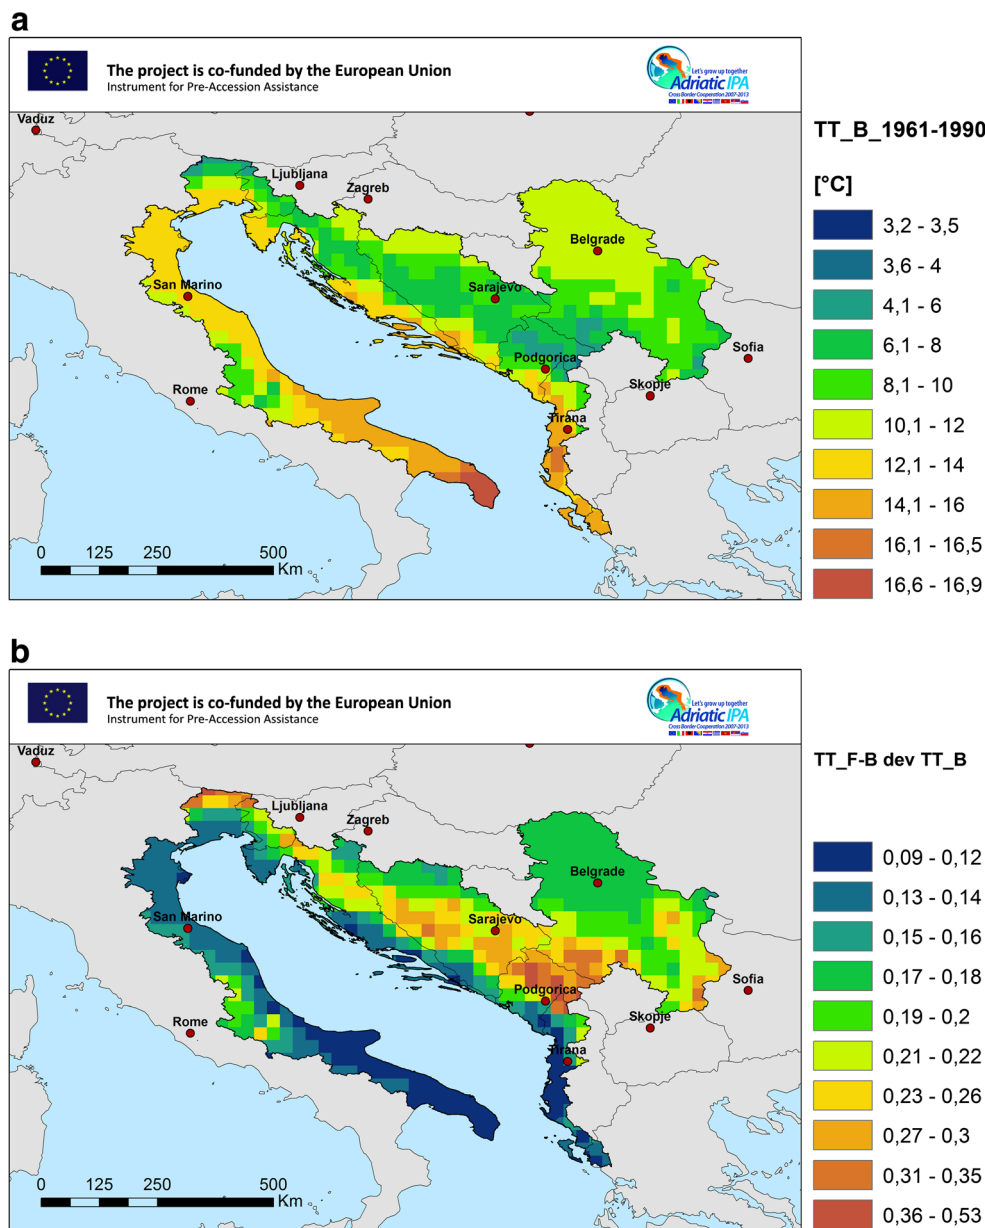 a
The project is co-funded by the European Union
Instrument for Pre-Accession Assistance
Let's grow up together
Adriatic IPA
Cross Border Cooperation 2007-2013
Vaduz
Ljubljana
Zagreb
Belgrade
San Marino
Sarajevo
Podgorica
Sofia
Rome
Skopje
Tirana
0 125 250 500
Km
TT_B_1961-1990
[°C]
3,2 - 3,5
3,6 - 4
4,1 - 6
6,1 - 8
8,1 - 10
10,1 - 12
12,1 - 14
14,1 - 16
16,1 - 16,5
16,6 - 16,9
b
The project is co-funded by the European Union
Instrument for Pre-Accession Assistance
Let's grow up together
Adriatic IPA
Cross Border Cooperation 2007-2013
Vaduz
Ljubljana
Zagreb
Belgrade
San Marino
Sarajevo
Podgorica
Sofia
Rome
Skopje
Tirana
0 125 250 500
Km
TT_F-B dev TT_B
0,09 - 0,12
0,13 - 0,14
0,15 - 0,16
0,17 - 0,18
0,19 - 0,2
0,21 - 0,22
0,23 - 0,26
0,27 - 0,3
0,31 - 0,35
0,36 - 0,53